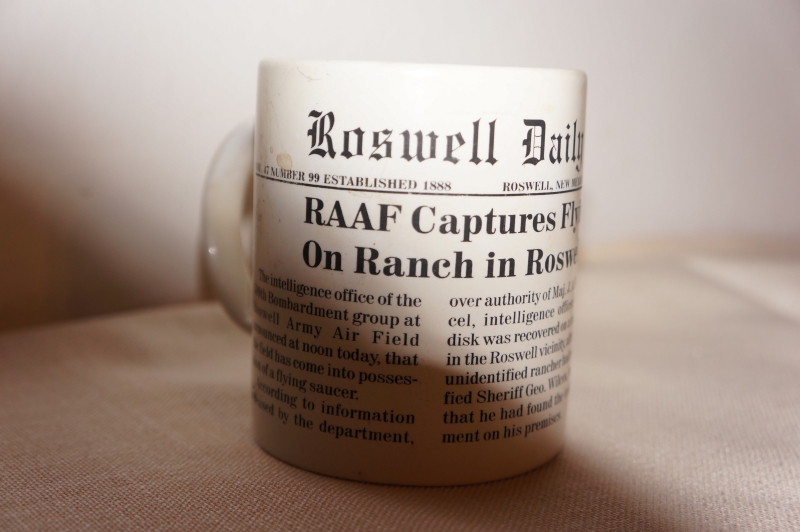 Roswell Daily
NUMBER 99 ESTABLISHED 1888 ROSWELL, NEW
RAAF Captures
On Ranch in
The intelligence office of the
Bombardment group at
Army Air Field
at noon today, that
field has come into posses-
of a flying saucer.
According to information
by the department,
over authority of Maj.
cel, intelligence
disk was recovered
in the Roswell vicinity,
unidentified rancher
fied Sheriff Geo.
that he had found
ment on his premises.